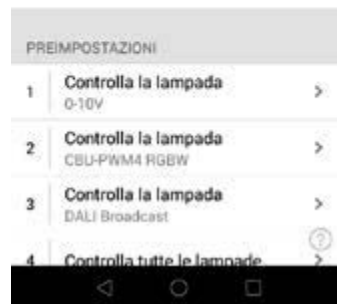 PREIMPOSTAZIONI
1 Controlla la lampada
0-10V
2 Controlla la lampada
CBU-PWM4 RGBW
3 Controlla la lampada
DALI Broadcast
4 Controlla tutte le lampade